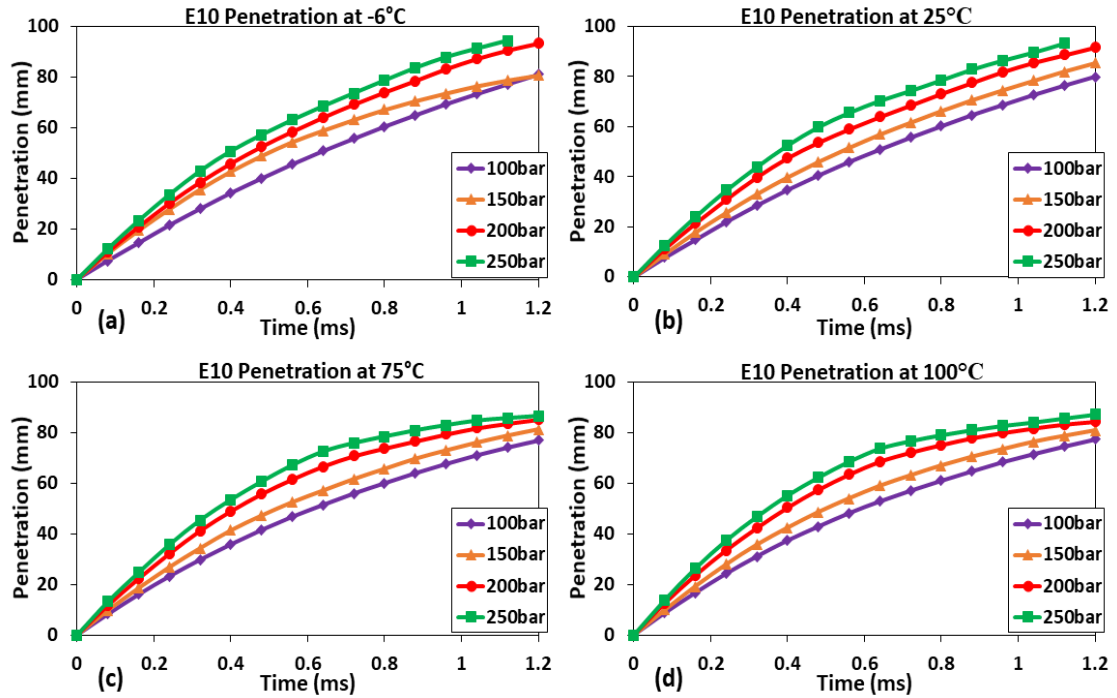 E10 Penetration at -6°C
Penetration (mm)
100
80
60
40
20
0
100bar
150bar
200bar
250bar
0 0.2 0.4 0.6 0.8 1 1.2
(a) Time (ms)
E10 Penetration at 25°C
Penetration (mm)
100
80
60
40
20
0
100bar
150bar
200bar
250bar
0 0.2 0.4 0.6 0.8 1 1.2
(b) Time (ms)
E10 Penetration at 75°C
Penetration (mm)
100
80
60
40
20
0
100bar
150bar
200bar
250bar
0 0.2 0.4 0.6 0.8 1 1.2
(c) Time (ms)
E10 Penetration at 100°C
Penetration (mm)
100
80
60
40
20
0
100bar
150bar
200bar
250bar
0 0.2 0.4 0.6 0.8 1 1.2
(d) Time (ms)